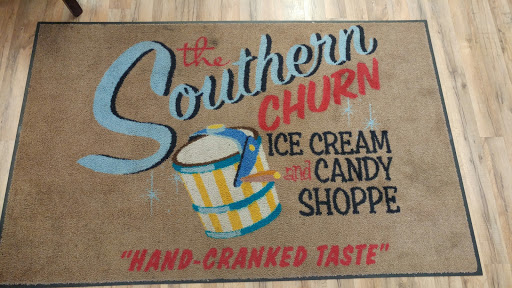 the
Southern
CHURN
ICE CREAM
and CANDY
SHOPPE
"HAND-CRANKED TASTE"